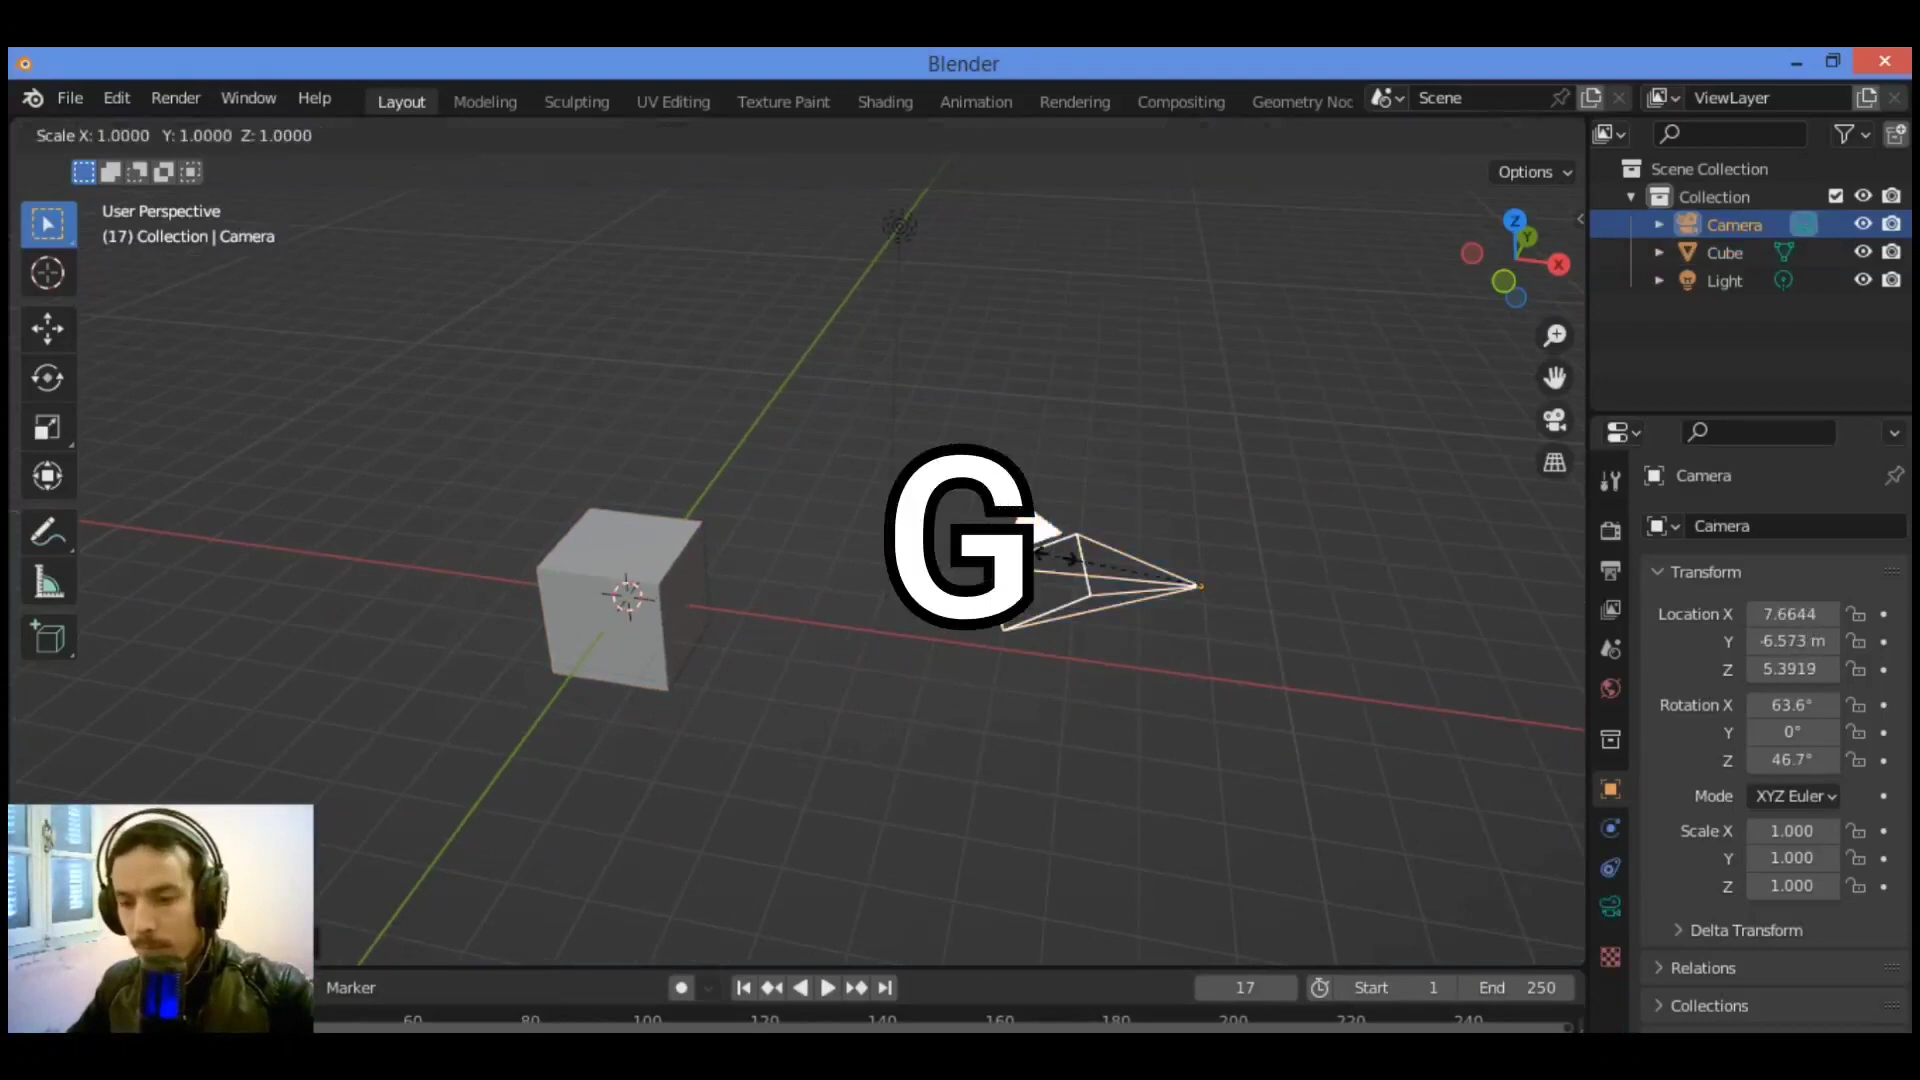 Blender
File Edit Render Window Help Layout Modeling Sculpting UV Editing Texture Paint Shading Animation Rendering Compositing Geometry Noc Scene ViewLayer
Scale X: 1.0000 Y: 1.0000 Z: 1.0000
Options
User Perspective
(17) Collection | Camera
Z
Y
X
G
Scene Collection
Collection
Camera
Cube
Light
Camera
Camera
Transform
Location X 7.6644
Y -6.573 m
Z 5.3919
Rotation X 63.6°
Y 0°
Z 46.7°
Mode XYZ Euler
Scale X 1.000
Y 1.000
Z 1.000
Delta Transform
Relations
Collections
Marker 17 Start 1 End 250
60 80 100 120 140 160 180 200 220 240